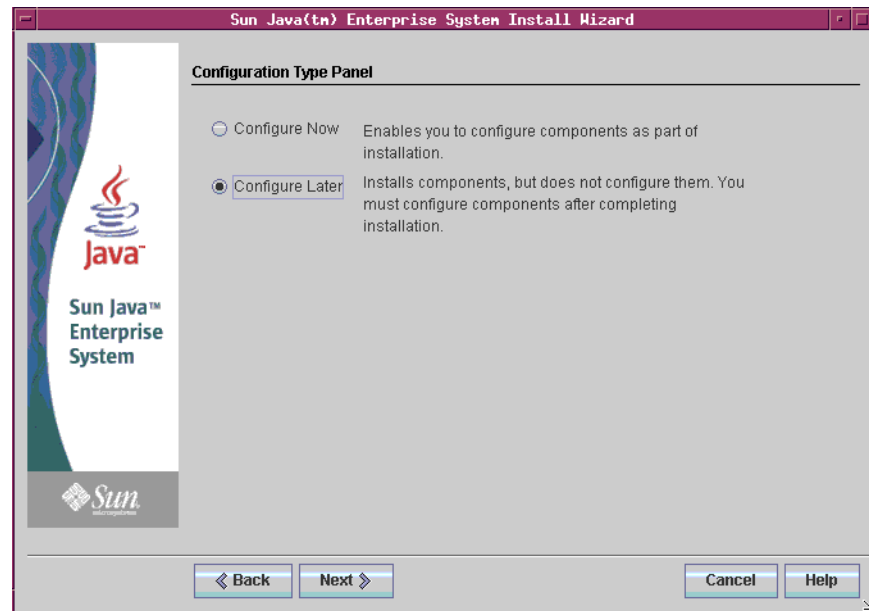 Sun Java(tm) Enterprise System Install Wizard
Configuration Type Panel
Configure Now
Enables you to configure components as part of
installation.
Configure Later
Installs components, but does not configure them. You
must configure components after completing
installation.
Java™
Sun Java™
Enterprise
System
Sun
microsystems
Back
Next
Cancel
Help